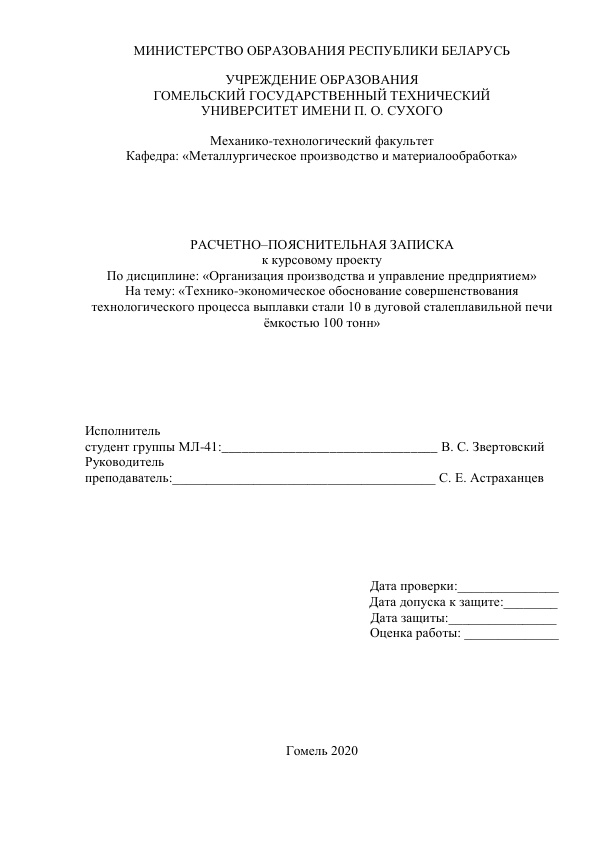 МИНИСТЕРСТВО ОБРАЗОВАНИЯ РЕСПУБЛИКИ БЕЛАРУСЬ
УЧРЕЖДЕНИЕ ОБРАЗОВАНИЯ
ГОМЕЛЬСКИЙ ГОСУДАРСТВЕННЫЙ ТЕХНИЧЕСКИЙ
УНИВЕРСИТЕТ ИМЕНИ П. О. СУХОГО
Механико-технологический факультет
Кафедра: «Металлургическое производство и материалообработка»
РАСЧЕТНО–ПОЯСНИТЕЛЬНАЯ ЗАПИСКА
к курсовому проекту
По дисциплине: «Организация производства и управление предприятием»
На тему: «Технико-экономическое обоснование совершенствования
технологического процесса выплавки стали 10 в дуговой сталеплавильной печи
ёмкостью 100 тонн»
Исполнитель
студент группы МЛ-41:________________________________ В. С. Звертовский
Руководитель
преподаватель:_______________________________________ С. Е. Астраханцев
Дата проверки:_______________
Дата допуска к защите:________
Дата защиты:________________
Оценка работы: ______________
Гомель 2020